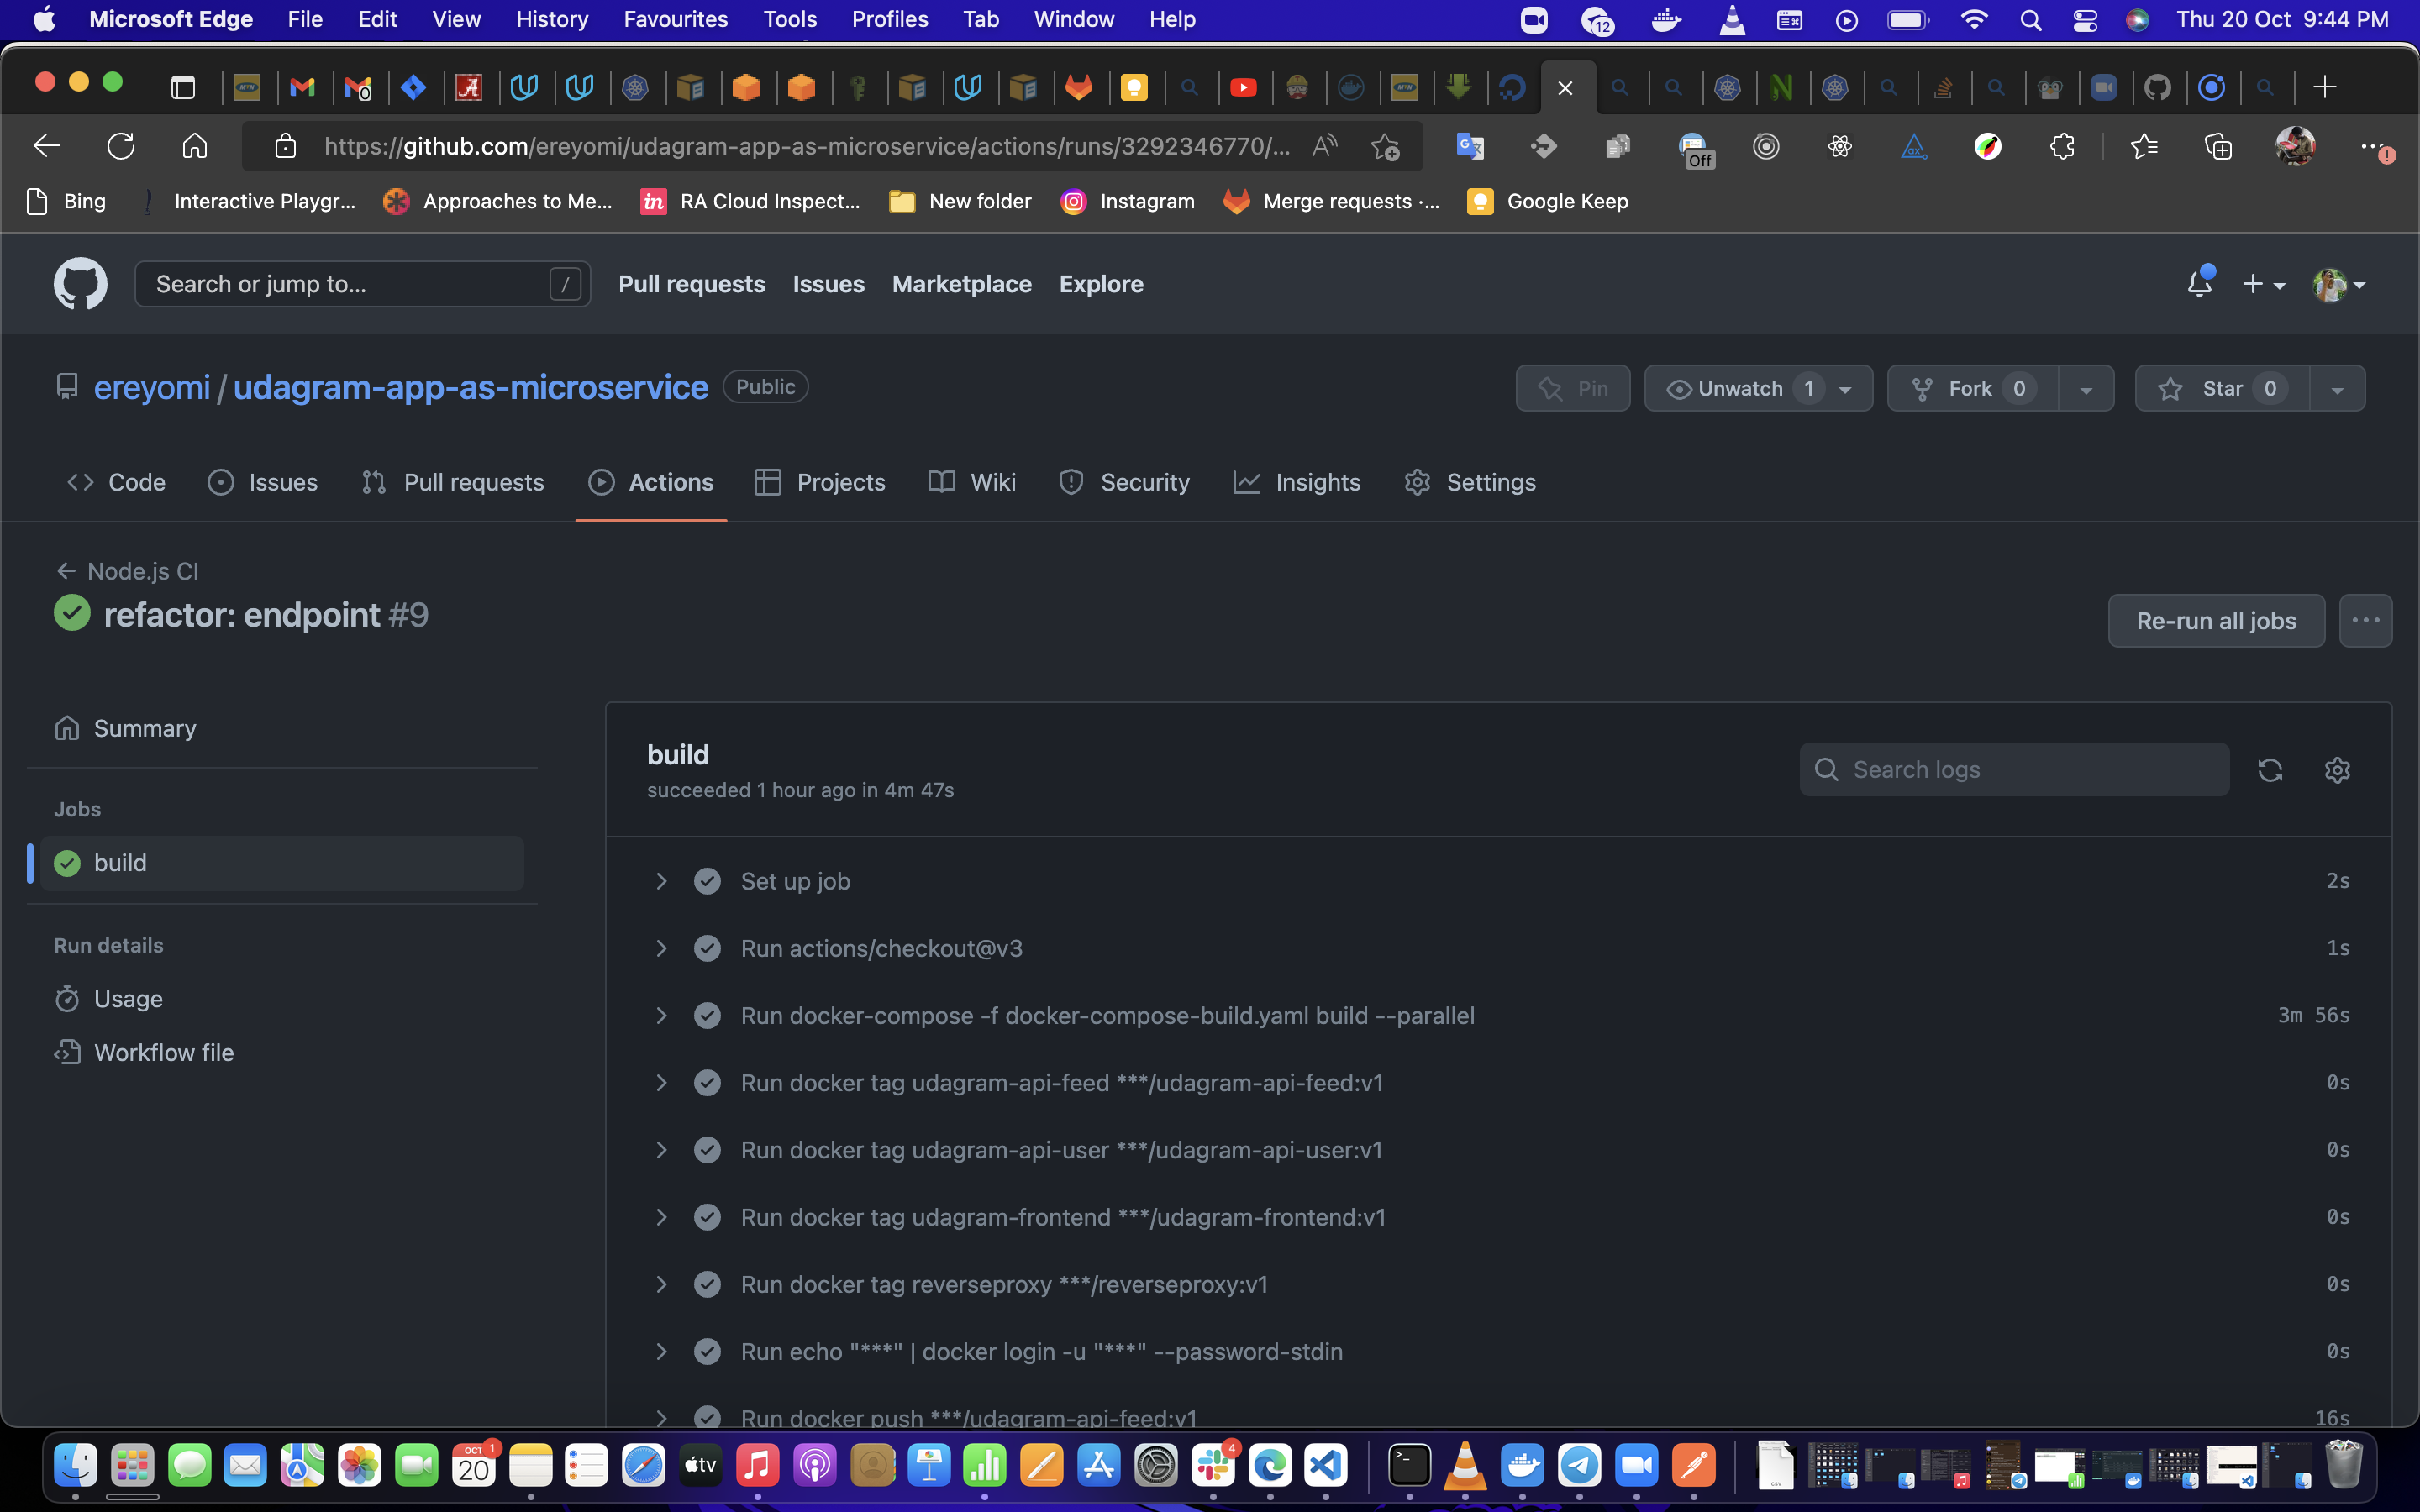 Microsoft Edge File Edit View History Favourites Tools Profiles Tab Window Help 12 Thu 20 Oct 9:44 PM
https://github.com/ereyomi/udagram-app-as-microservice/actions/runs/3292346770/... Off
Bing Interactive Playgr... Approaches to Me... in RA Cloud Inspect... New folder Instagram Merge requests ·... Google Keep
Search or jump to... / Pull requests Issues Marketplace Explore
ereyomi / udagram-app-as-microservice Public Pin Unwatch 1 Fork 0 Star 0
Code Issues Pull requests Actions Projects Wiki Security Insights Settings
← Node.js CI
refactor: endpoint #9
Re-run all jobs ...
Summary
Jobs
build
Run details
Usage
Workflow file
build
succeeded 1 hour ago in 4m 47s
Search logs
Set up job 2s
Run actions/checkout@v3 1s
Run docker-compose -f docker-compose-build.yaml build --parallel 3m 56s
Run docker tag udagram-api-feed ***/udagram-api-feed:v1 0s
Run docker tag udagram-api-user ***/udagram-api-user:v1 0s
Run docker tag udagram-frontend ***/udagram-frontend:v1 0s
Run docker tag reverseproxy ***/reverseproxy:v1 0s
Run echo "***" | docker login -u "***" --password-stdin 0s
Run docker push ***/udagram-api-feed:v1 16s
OCT 20 1 tv 4